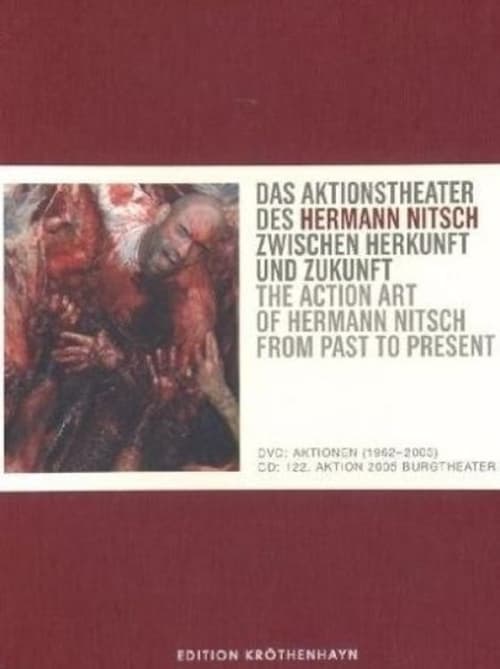 DAS AKTIONSTHEATER
DES HERMANN NITSCH
ZWISCHEN HERKUNFT
UND ZUKUNFT
THE ACTION ART
OF HERMANN NITSCH
FROM PAST TO PRESENT
DVD: AKTIONEN (1962–2003)
CD: 122. AKTION 2005 BURGTHEATER
EDITION KRÖTHENHAYN